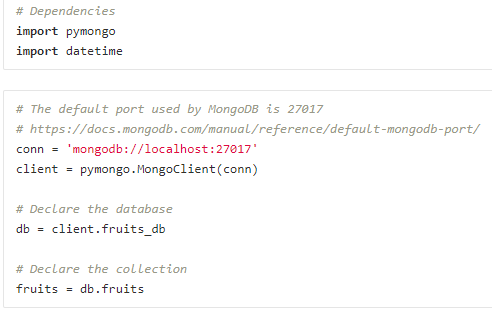 # Dependencies
import pymongo
import datetime
# The default port used by MongoDB is 27017
# https://docs.mongodb.com/manual/reference/default-mongodb-port/
conn = 'mongodb://localhost:27017'
client = pymongo.MongoClient(conn)
# Declare the database
db = client.fruits_db
# Declare the collection
fruits = db.fruits